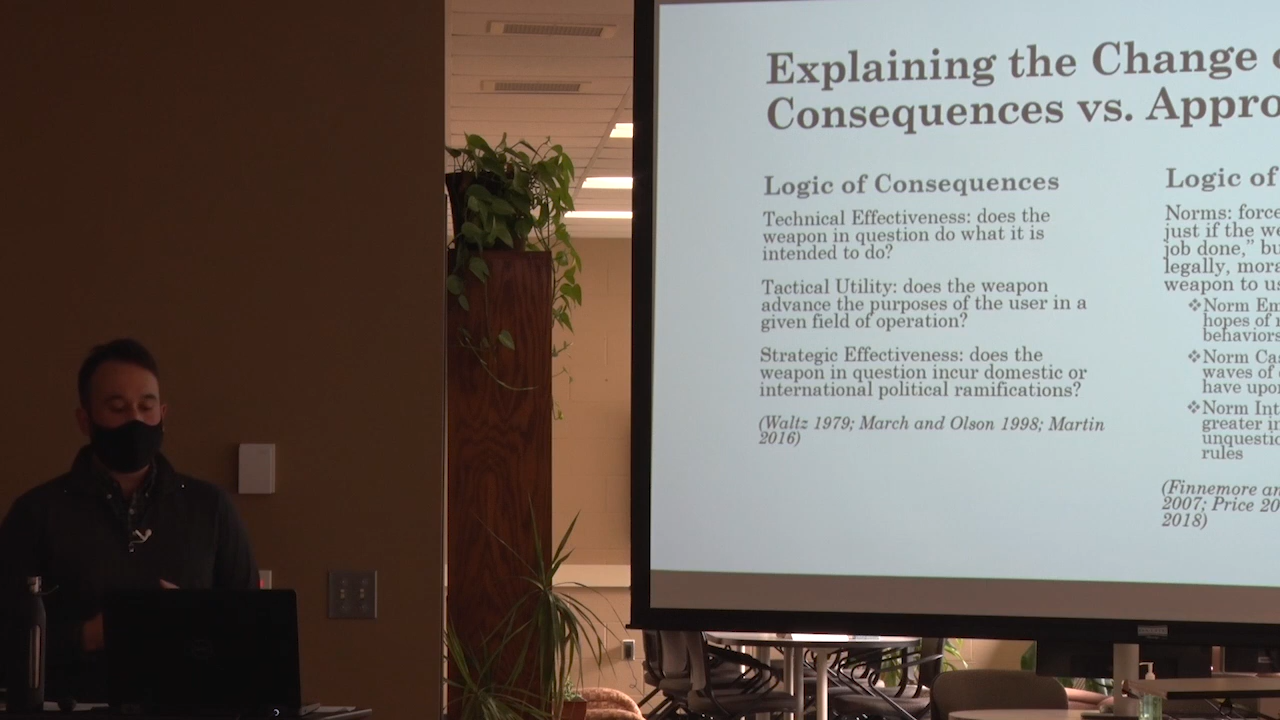 Explaining the Change
Consequences vs. Appro
Logic of Consequences
Technical Effectiveness: does the
weapon in question do what it is
intended to do?
Tactical Utility: does the weapon
advance the purposes of the user in a
given field of operation?
Strategic Effectiveness: does the
weapon in question incur domestic or
international political ramifications?
(Waltz 1979; March and Olson 1998; Martin
2016)
Logic of
Norms: force
just if the we
job done,” bu
legally, mora
weapon to us
❖Norm Em
hopes of
behaviors
❖Norm Cas
waves of
have upon
❖Norm Int
greater in
unquestic
rules
(Finnemore an
2007; Price 20
2018)